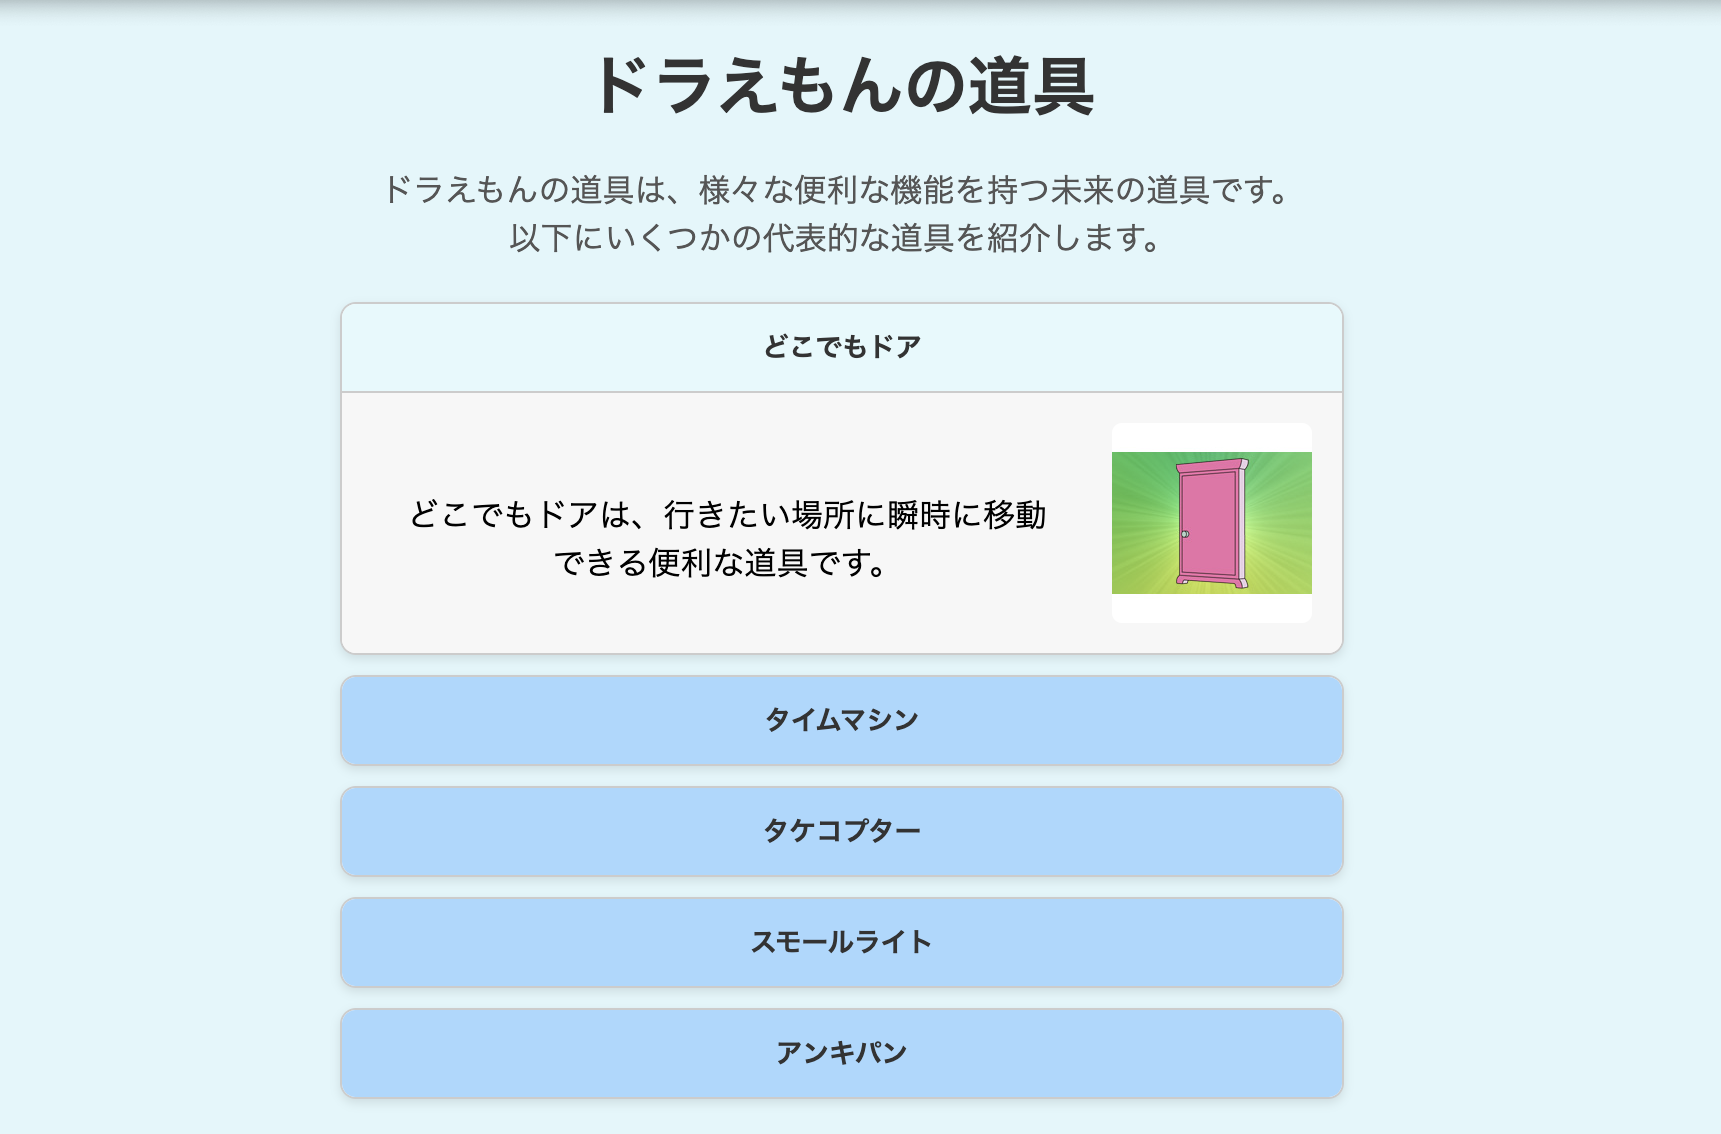 ドラえもんの道具
ドラえもんの道具は、様々な便利な機能を持つ未来の道具です。
以下にいくつかの代表的な道具を紹介します。
どこでもドア
どこでもドアは、行きたい場所に瞬時に移動
できる便利な道具です。
タイムマシン
タケコプター
スモールライト
アンキパン